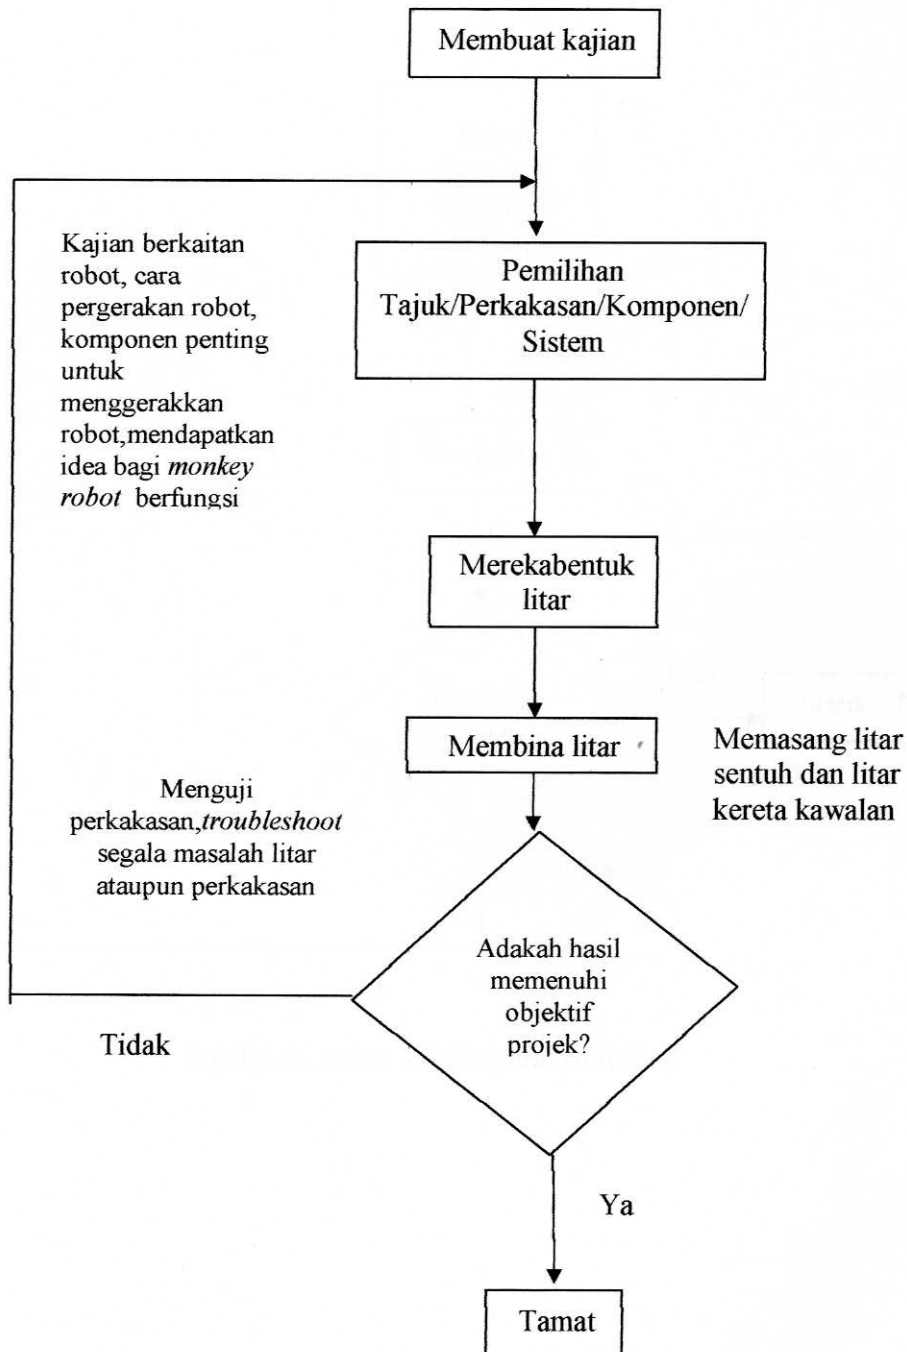 Membuat kajian
Kajian berkaitan
robot, cara
pergerakan robot,
komponen penting
untuk
menggerakkan
robot,mendapatkan
idea bagi monkey
robot berfungsi
Pemilihan
Tajuk/Perkakasan/Komponen/
Sistem
Merekabentuk
litar
Membina litar
Memasang litar
sentuh dan litar
kereta kawalan
Menguji
perkakasan,troubleshoot
segala masalah litar
ataupun perkakasan
Adakah hasil
memenuhi
objektif
projek?
Tidak
Ya
Tamat